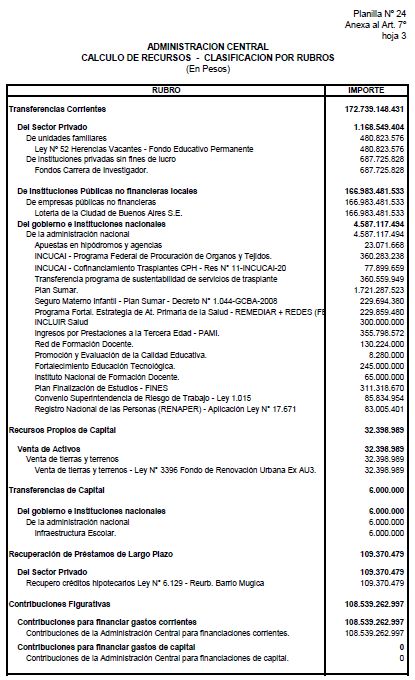 Planilla Nº 24
Anexa al Art. 7º
hoja 3
ADMINISTRACION CENTRAL
CALCULO DE RECURSOS - CLASIFICACION POR RUBROS
(En Pesos)
RUBRO IMPORTE
Transferencias Corrientes 172.739.148.431
Del Sector Privado 1.168.549.404
De unidades familiares 480.823.576
Ley Nº 52 Herencias Vacantes - Fondo Educativo Permanente 480.823.576
De instituciones privadas sin fines de lucro 687.725.828
Fondos Carrera de Investigador. 687.725.828
De Instituciones Públicas no financieras locales 166.983.481.533
De empresas públicas no financieras 166.983.481.533
Loteria de la Ciudad de Buenos Aires S.E. 166.983.481.533
Del gobierno e Instituciones nacionales 4.587.117.494
De la administración nacional 4.587.117.494
Apuestas en hipódromos y agencias 23.071.668
INCUCAI - Programa Federal de Procuración de Organos y Tejidos. 360.283.238
INCUCAI - Cofinanciamiento Trasplantes CPH - Res N° 11-INCUCAI-20 77.899.659
Transferencia programa de sustentabilidad de servicios de trasplante 360.559.949
Plan Sumar. 1.721.287.523
Seguro Materno Infantil - Plan Sumar - Decreto N° 1.044-GCBA-2008 229.694.380
Programa Fortal. Estrategia de At. Primaria de la Salud - REMEDIAR + REDES (FE 229.859.480
INCLUIR Salud 300.000.000
Ingresos por Prestaciones a la Tercera Edad - PAMI. 355.798.572
Red de Formación Docente. 130.224.000
Promoción y Evaluación de la Calidad Educativa. 8.280.000
Fortalecimiento Educación Tecnológica. 245.000.000
Instituto Nacional de Formación Docente. 65.000.000
Plan Finalización de Estudios - FINES 311.318.670
Convenio Superintendencia de Riesgo de Trabajo - Ley 1.015 85.834.954
Registro Nacional de las Personas (RENAPER) - Aplicación Ley N° 17.671 83.005.401
Recursos Propios de Capital 32.398.989
Venta de Activos 32.398.989
Venta de tierras y terrenos 32.398.989
Venta de tierras y terrenos - Ley N° 3396 Fondo de Renovación Urbana Ex AU3. 32.398.989
Transferencias de Capital 6.000.000
Del gobierno e Instituciones nacionales 6.000.000
De la administración nacional 6.000.000
Infraestructura Escolar. 6.000.000
Recuperación de Préstamos de Largo Plazo 109.370.479
Del Sector Privado 109.370.479
Recupero créditos hipotecarios Ley N° 6.129 - Reurb. Barrio Mugica 109.370.479
Contribuciones Figurativas 108.539.262.997
Contribuciones para financiar gastos corrientes 108.539.262.997
Contribuciones de la Administración Central para financiaciones corrientes. 108.539.262.997
Contribuciones para financiar gastos de capital 0
Contribuciones de la Administración Central para financiaciones de capital. 0